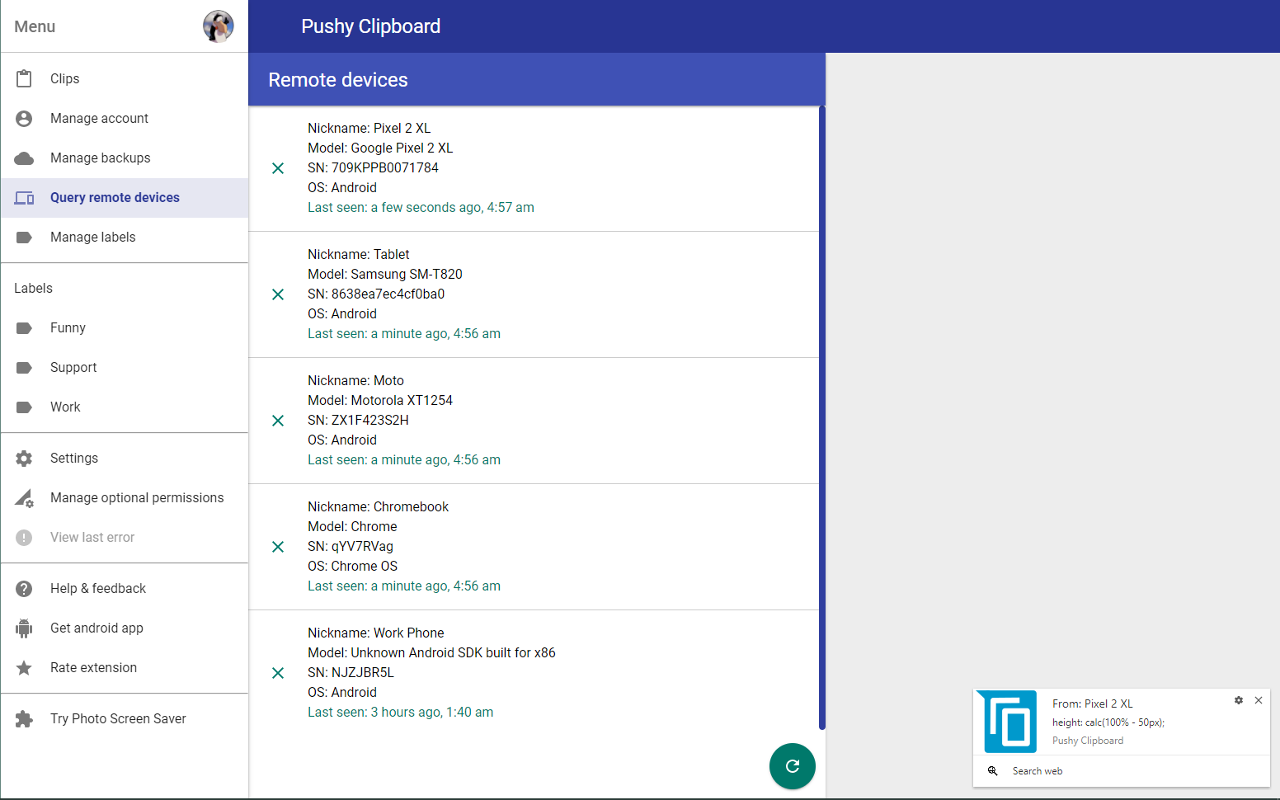 Menu
Pushy Clipboard
Clips
Manage account
Manage backups
Query remote devices
Manage labels
Labels
Funny
Support
Work
Settings
Manage optional permissions
View last error
Help & feedback
Get android app
Rate extension
Try Photo Screen Saver
Remote devices
Nickname: Pixel 2 XL
Model: Google Pixel 2 XL
SN: 709KPPB0071784
OS: Android
Last seen: a few seconds ago, 4:57 am
Nickname: Tablet
Model: Samsung SM-T820
SN: 8638ea7ec4cf0ba0
OS: Android
Last seen: a minute ago, 4:56 am
Nickname: Moto
Model: Motorola XT1254
SN: ZX1F423S2H
OS: Android
Last seen: a minute ago, 4:56 am
Nickname: Chromebook
Model: Chrome
SN: qYV7RVag
OS: Chrome OS
Last seen: a minute ago, 4:56 am
Nickname: Work Phone
Model: Unknown Android SDK built for x86
SN: NJZJBR5L
OS: Android
Last seen: 3 hours ago, 1:40 am
From: Pixel 2 XL
height: calc(100% - 50px);
Pushy Clipboard
Search web